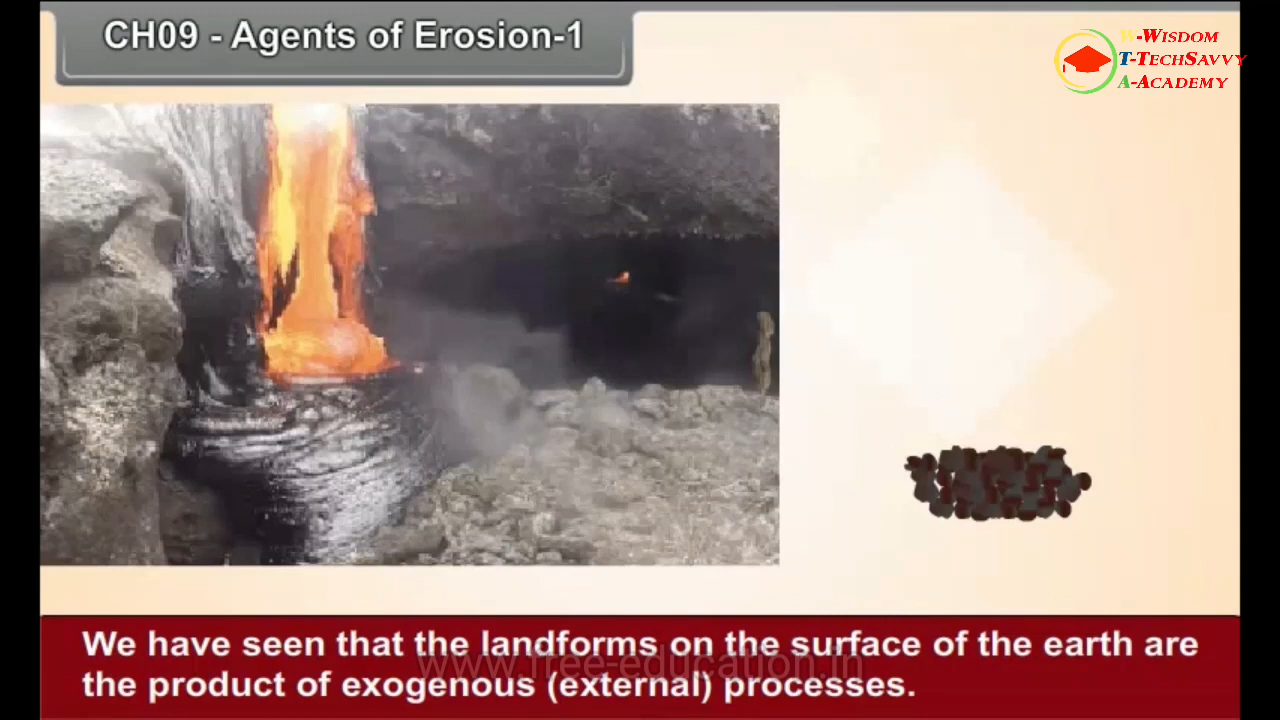 CH09 - Agents of Erosion-1
W-Wisdom
T-TechSavvy
A-Academy
We have seen that the landforms on the surface of the earth are
the product of exogenous (external) processes.
www.free-education.in